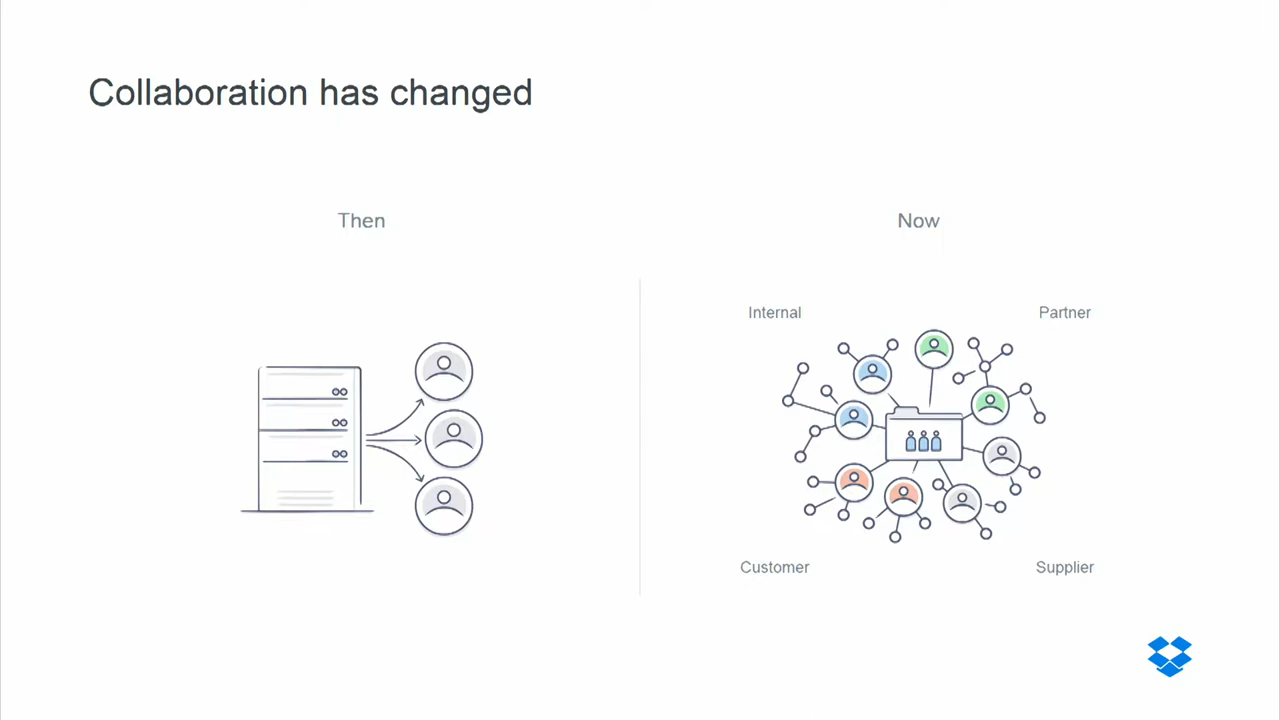 Collaboration has changed
Then
Now
Internal
Partner
Customer
Supplier